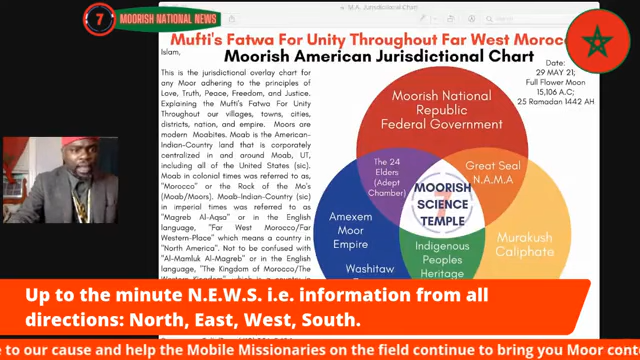 7 MOORISH NATIONAL NEWS
M.A. Jurisdictional Chart
Mufti's Fatwa For Unity Throughout Far West Morocco
Moorish American Jurisdictional Chart
Islam,
This is the jurisdictional overlay chart for
any Moor adhering to the principles of
Love, Truth, Peace, Freedom, and Justice.
Explaining the Mufti's Fatwa For Unity
Throughout our villages, towns, cities,
districts, nation, and empire. Moors are
modern Moabites. Moab is the American-
Indian-Country land that is corporately
centralized in and around Moab, UT,
including all of the United States (sic).
Moab in colonial times was referred to as,
"Morocco" or the Rock of the Mo's
(Moab/Moors). Moab-Indian-Country (sic)
in imperial times was referred to as
"Magreb Al-Aqsa" or in the English
language, "Far West Morocco/Far
Western-Place" which means a country in
"North America". Not to be confused with
"Al-Mamluk Al-Magreb" or in the English
language, "The Kingdom of Morocco/The
Date:
29 MAY 21;
Full Flower Moon
15,106 A.C;
25 Ramadan 1442 AH
Moorish National
Republic
Federal Government
The 24
Elders
(Adept
Chamber)
Great Seal
N.A.M.A
MOORISH
SCIENCE
TEMPLE
7
Amexem
Moor
Empire
Washitaw
Indigenous
Peoples
Heritage
Murakush
Caliphate
Up to the minute N.E.W.S. i.e. information from all
directions: North, East, West, South.
e to our cause and help the Mobile Missionaries on the field continue to bring you Moor cont